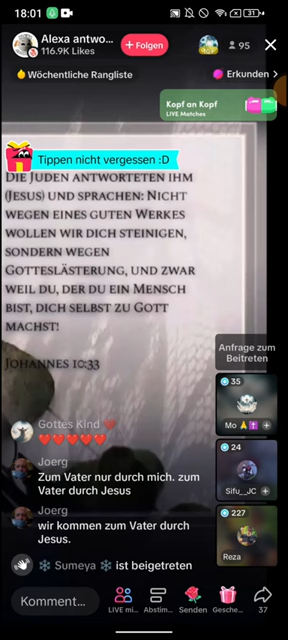 18:01
31
Alexa antwo...
116.9K Likes
+ Folgen
95
Wöchentliche Rangliste
Erkunden >
Kopf an Kopf
LIVE Matches
Tippen nicht vergessen :D
DIE JUDEN ANTWORTETEN IHM
(JESUS) UND SPRACHEN: NICHT
WEGEN EINES GUTEN WERKES
WOLLEN WIR DICH STEINIGEN,
SONDERN WEGEN
GOTTESLÄSTERUNG, UND ZWAR
WEIL DU, DER DU EIN MENSCH
BIST, DICH SELBST ZU GOTT
MACHST!
JOHANNES 10:33
Anfrage zum
Beitreten
35
Mo 🙏✝️ +
24
Sifu_JC +
227
Reza
Gottes Kind ❤️
❤️❤️❤️❤️❤️
Joerg
Zum Vater nur durch mich. zum
Vater durch Jesus
Joerg
wir kommen zum Vater durch
Jesus.
❄️ Sumeya ❄️ ist beigetreten
Komment...
LIVE mi...
Abstim...
Senden
Gesche...
37